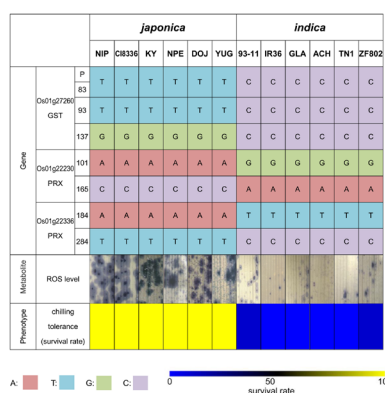 japonica indica
NIP CI8336 KY NPE DOJ YUG 93-11 IR36 GLA ACH TN1 ZF802
P
83 T T T T T T C C C C C C
Os01g27260
GST
93 T T T T T T C C C C C C
137 G G G G G G C C C C C C
Gene
Os01g22230
PRX
101 A A A A A A G G G G G G
165 C C C C C C A A A A A A
Os01g22336
PRX
184 A A A A A A T T T T T T
284 T T T T T T C C C C C C
Metabolite
ROS level
Phenotype
chilling
tolerance
(survival rate)
A: T: G: C: 0 50 10
survival rate